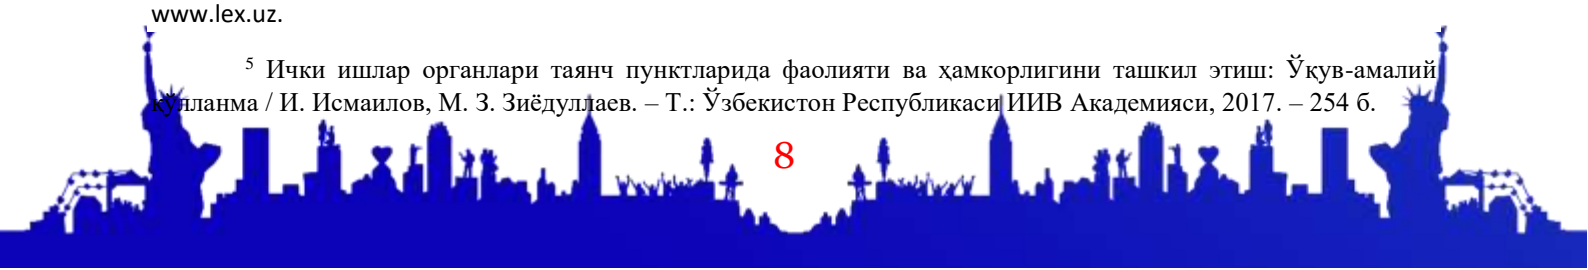 www.lex.uz.
5 Ички ишлар органлари таянч пунктларида фаолияти ва ҳамкорлигини ташкил этиш: Ўқув-амалий
қўлланма / И. Исмаилов, М. З. Зиёдуллаев. – Т.: Ўзбекистон Республикаси ИИВ Академияси, 2017. – 254 б.
8